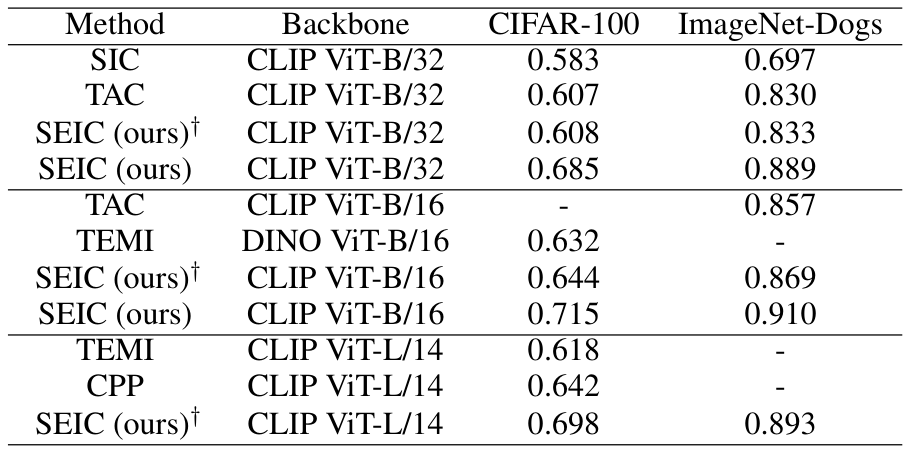 Method Backbone CIFAR-100 ImageNet-Dogs
SIC CLIP ViT-B/32 0.583 0.697
TAC CLIP ViT-B/32 0.607 0.830
SEIC (ours)† CLIP ViT-B/32 0.608 0.833
SEIC (ours) CLIP ViT-B/32 0.685 0.889
TAC CLIP ViT-B/16 - 0.857
TEMI DINO ViT-B/16 0.632 -
SEIC (ours)† CLIP ViT-B/16 0.644 0.869
SEIC (ours) CLIP ViT-B/16 0.715 0.910
TEMI CLIP ViT-L/14 0.618 -
CPP CLIP ViT-L/14 0.642 -
SEIC (ours)† CLIP ViT-L/14 0.698 0.893